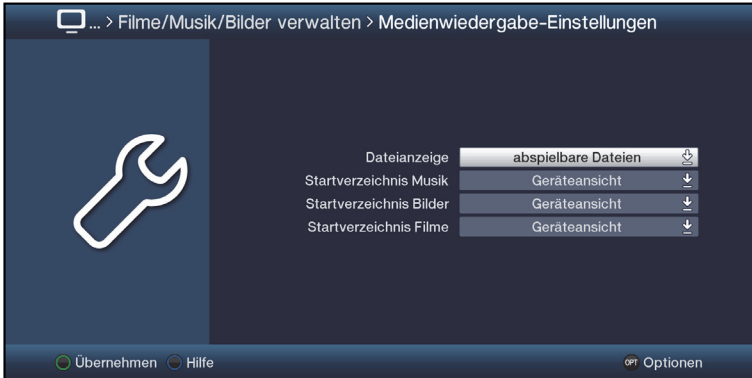 ... > Filme/Musik/Bilder verwalten > Medienwiedergabe-Einstellungen
Dateianzeige abspielbare Dateien
Startverzeichnis Musik Geräteansicht
Startverzeichnis Bilder Geräteansicht
Startverzeichnis Filme Geräteansicht
Übernehmen Hilfe OPT Optionen